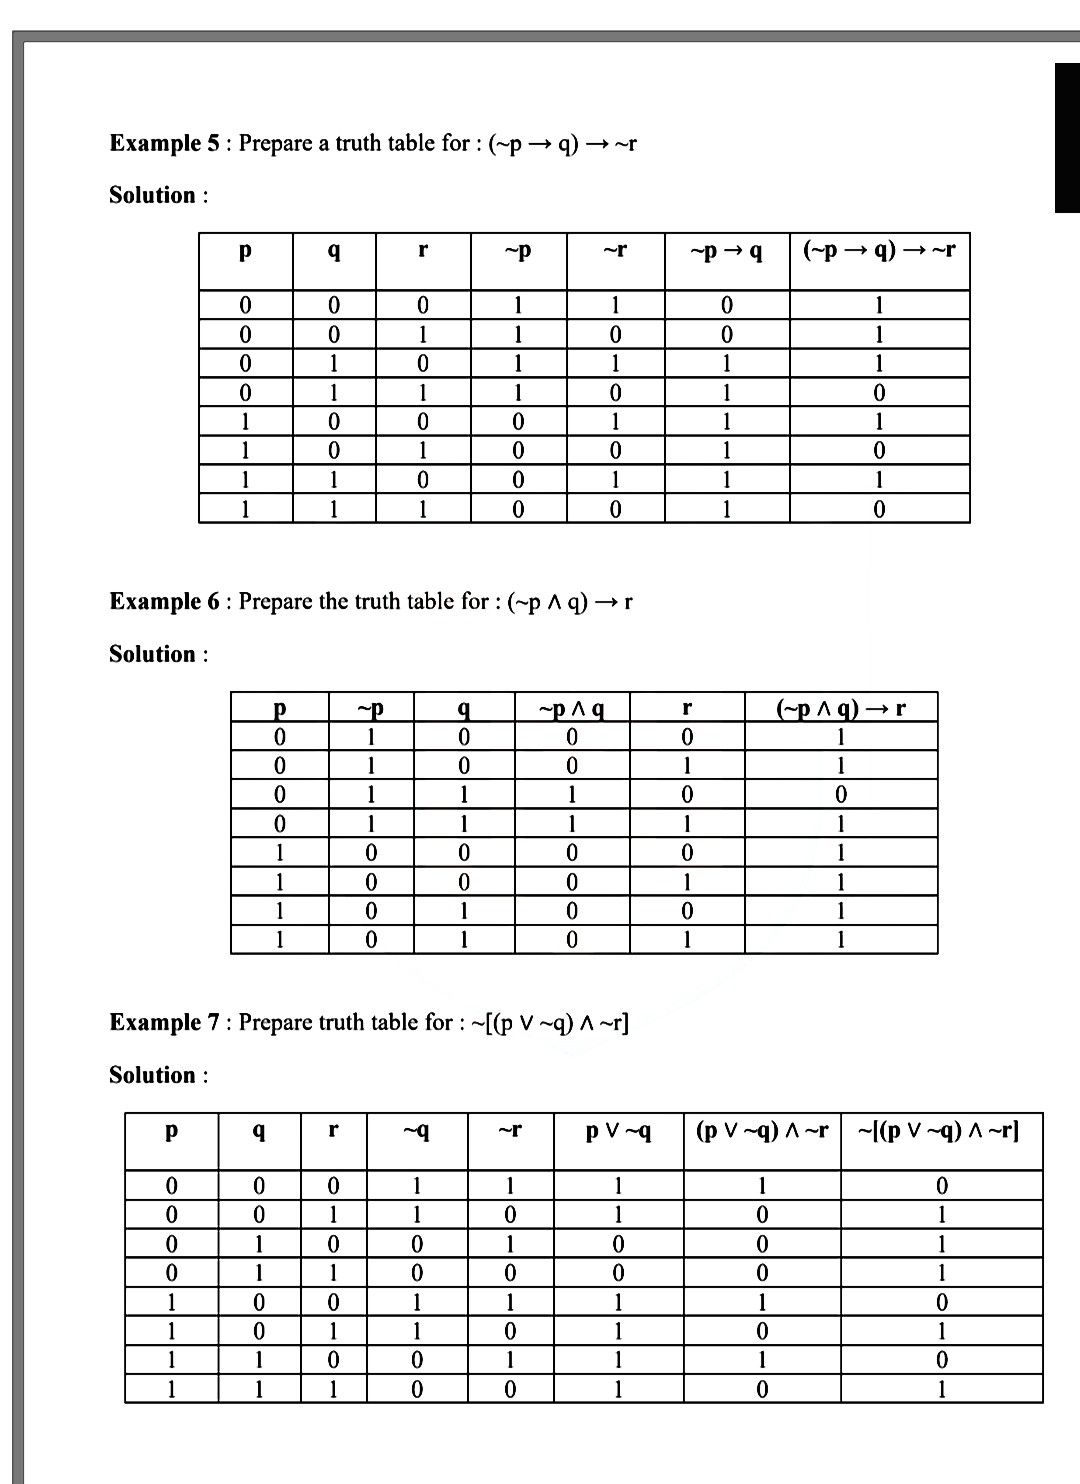 Example 5 : Prepare a truth table for : (~p → q) → ~r
Solution :
p q r ~p ~r ~p → q (~p → q) → ~r
0 0 0 1 1 0 1
0 0 1 1 0 0 1
0 1 0 1 1 1 1
0 1 1 1 0 1 0
1 0 0 0 1 1 1
1 0 1 0 0 1 0
1 1 0 0 1 1 1
1 1 1 0 0 1 0
Example 6 : Prepare the truth table for : (~p ∧ q) → r
Solution :
p ~p q ~p ∧ q r (~p ∧ q) → r
0 1 0 0 0 1
0 1 0 0 1 1
0 1 1 1 0 0
0 1 1 1 1 1
1 0 0 0 0 1
1 0 0 0 1 1
1 0 1 0 0 1
1 0 1 0 1 1
Example 7 : Prepare truth table for : ~[(p ∨ ~q) ∧ ~r]
Solution :
p q r ~q ~r p ∨ ~q (p ∨ ~q) ∧ ~r ~[(p ∨ ~q) ∧ ~r]
0 0 0 1 1 1 1 0
0 0 1 1 0 1 0 1
0 1 0 0 1 0 0 1
0 1 1 0 0 0 0 1
1 0 0 1 1 1 1 0
1 0 1 1 0 1 0 1
1 1 0 0 1 1 1 0
1 1 1 0 0 1 0 1